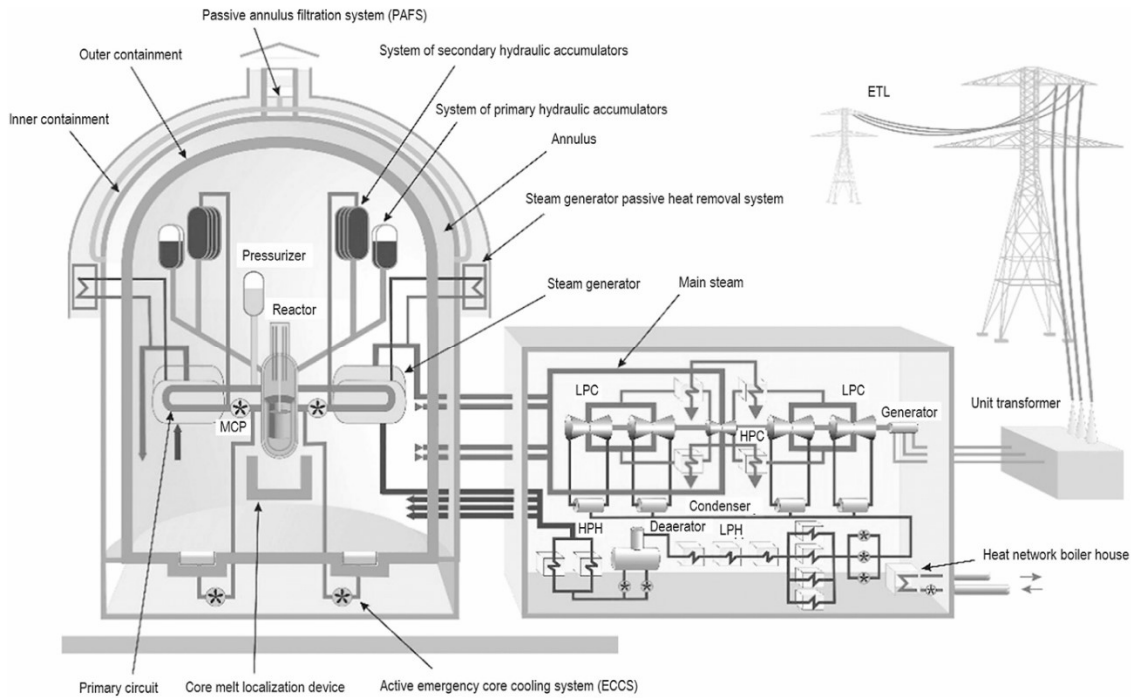 Passive annulus filtration system (PAFS)
Outer containment
System of secondary hydraulic accumulators
Inner containment
System of primary hydraulic accumulators
Annulus
ETL
Steam generator passive heat removal system
Pressurizer
Steam generator
Main steam
Reactor
LPC
LPC
Generator
Unit transformer
MCP
HPC
Condenser
HPH
Deaerator
LPH
Heat network boiler house
Primary circuit
Core melt localization device
Active emergency core cooling system (ECCS)